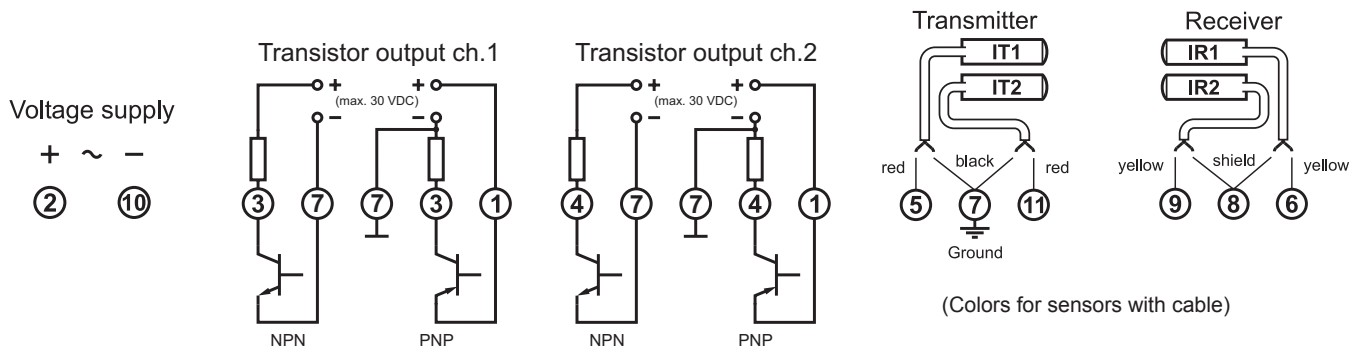 Voltage supply
+ ~ −
2 10
Transistor output ch.1
+ +
(max. 30 VDC)
− −
3 7 7 3 1
NPN PNP
Transistor output ch.2
+ +
(max. 30 VDC)
− −
4 7 7 4 1
NPN PNP
Transmitter
IT1
IT2
red black red
5 7 11
Ground
Receiver
IR1
IR2
yellow shield yellow
9 8 6
(Colors for sensors with cable)